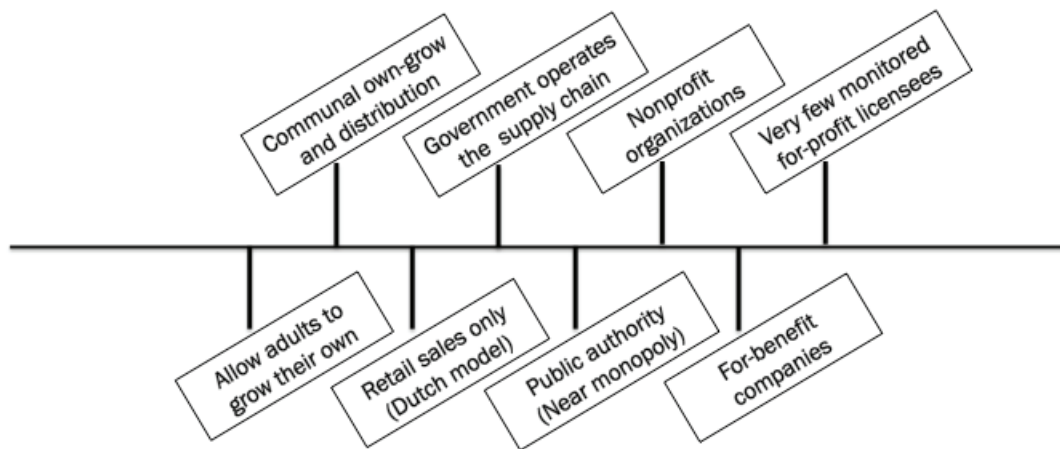 Communal own-grow
and distribution
Government operates
the supply chain
Nonprofit
organizations
Very few monitored
for-profit licensees
Allow adults to
grow their own
Retail sales only
(Dutch model)
Public authority
(Near monopoly)
For-benefit
companies